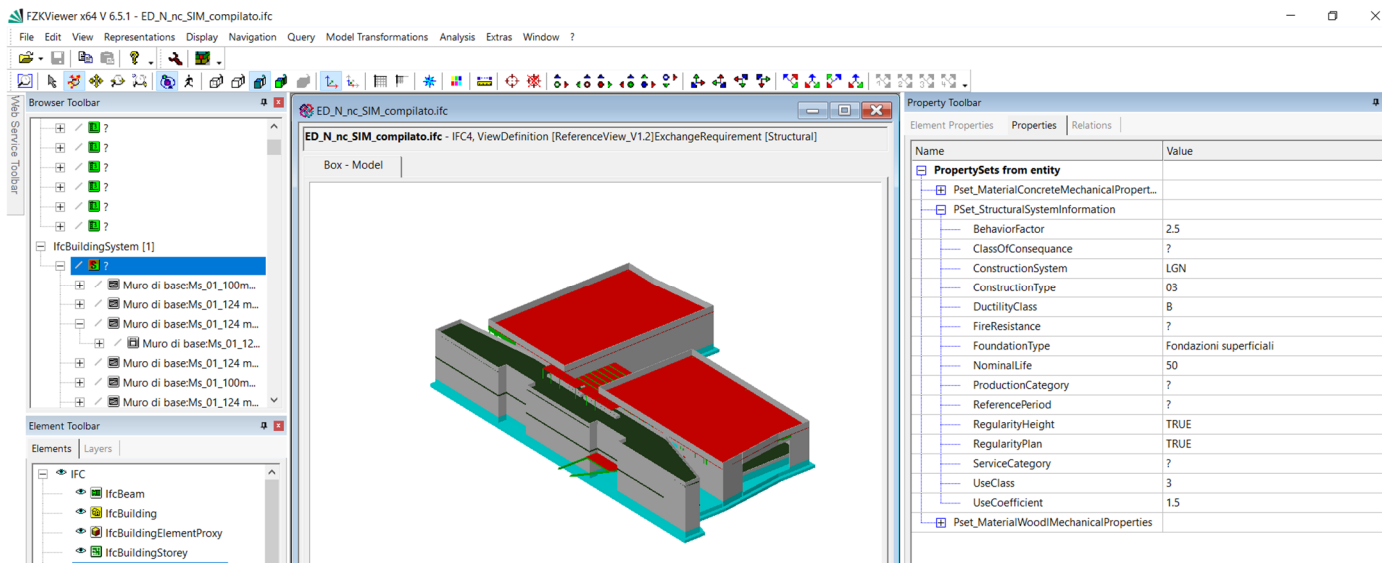 FZKViewer x64 V 6.5.1 - ED_N_nc_SIM_compilato.ifc
File Edit View Representations Display Navigation Query Model Transformations Analysis Extras Window ?
Web Service Toolbar
Browser Toolbar
?
?
?
?
?
?
IfcBuildingSystem [1]
?
Muro di base:Ms_01_100m...
Muro di base:Ms_01_124 m...
Muro di base:Ms_01_124 m...
Muro di base:Ms_01_12...
Muro di base:Ms_01_124 m...
Muro di base:Ms_01_100m...
Muro di base:Ms_01_124 m...
Element Toolbar
Elements Layers
IFC
IfcBeam
IfcBuilding
IfcBuildingElementProxy
IfcBuildingStorey
ED_N_nc_SIM_compilato.ifc
ED_N_nc_SIM_compilato.ifc - IFC4, ViewDefinition [ReferenceView_V1.2]ExchangeRequirement [Structural]
Box - Model
Property Toolbar
Element Properties Properties Relations
Name Value
PropertySets from entity
Pset_MaterialConcreteMechanicalPropert...
PSet_StructuralSystemInformation
BehaviorFactor 2.5
ClassOfConsequance ?
ConstructionSystem LGN
ConstructionType 03
DuctilityClass B
FireResistance ?
FoundationType Fondazioni superficiali
NominalLife 50
ProductionCategory ?
ReferencePeriod ?
RegularityHeight TRUE
RegularityPlan TRUE
ServiceCategory ?
UseClass 3
UseCoefficient 1.5
Pset_MaterialWoodlMechanicalProperties